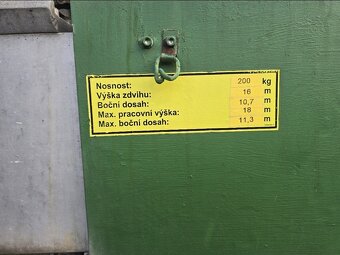 Nosnost: 200 kg
Výška zdvihu: 16 m
Boční dosah: 10,7 m
Max. pracovní výška: 18 m
Max. boční dosah: 11,3 m